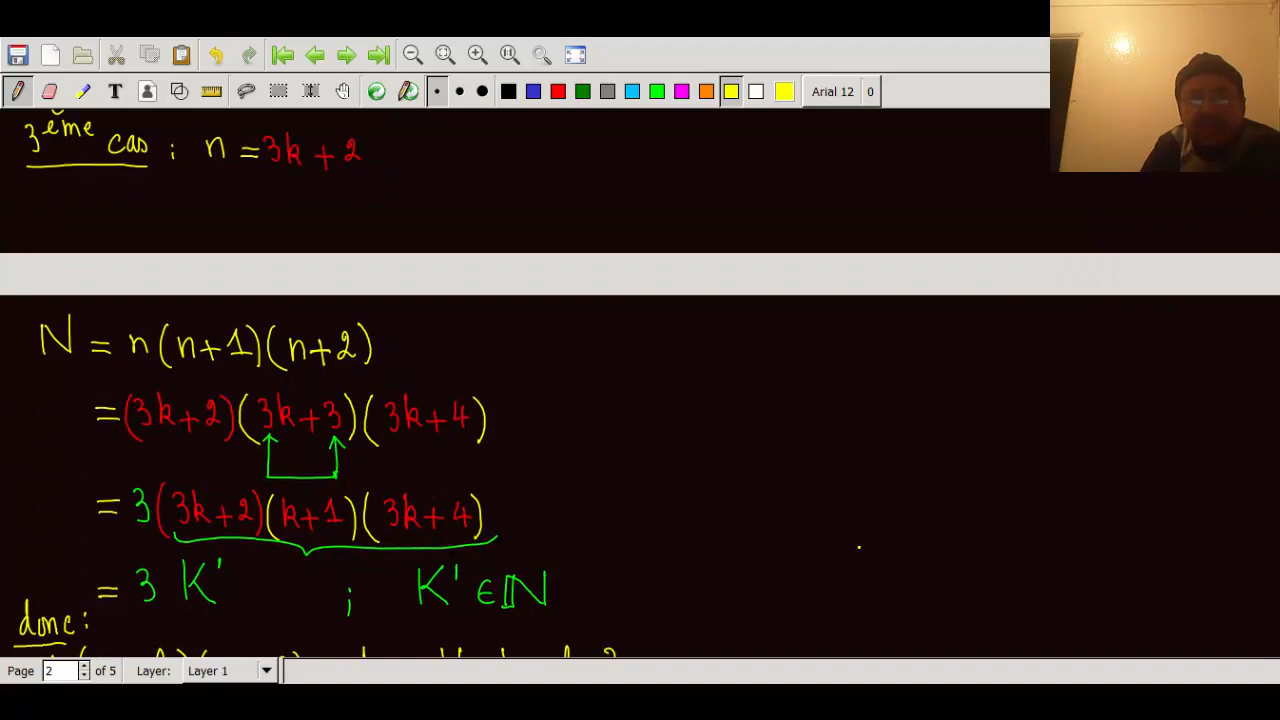 Arial 12 0
3ème cas : n = 3k + 2
N = n(n+1)(n+2)
= (3k+2)(3k+3)(3k+4)
= 3(3k+2)(k+1)(3k+4)
= 3 K' ; K' ∈ ℕ
donc :
Page 2 of 5 Layer: Layer 1